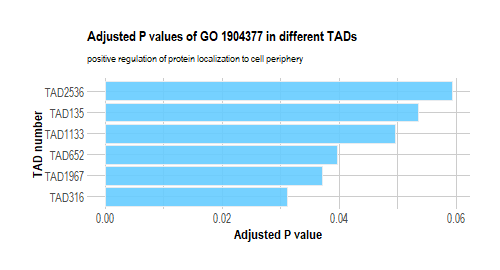 Adjusted P values of GO 1904377 in different TADs
positive regulation of protein localization to cell periphery
TAD number
TAD2536
TAD135
TAD1133
TAD652
TAD1967
TAD316
0.00 0.02 0.04 0.06
Adjusted P value